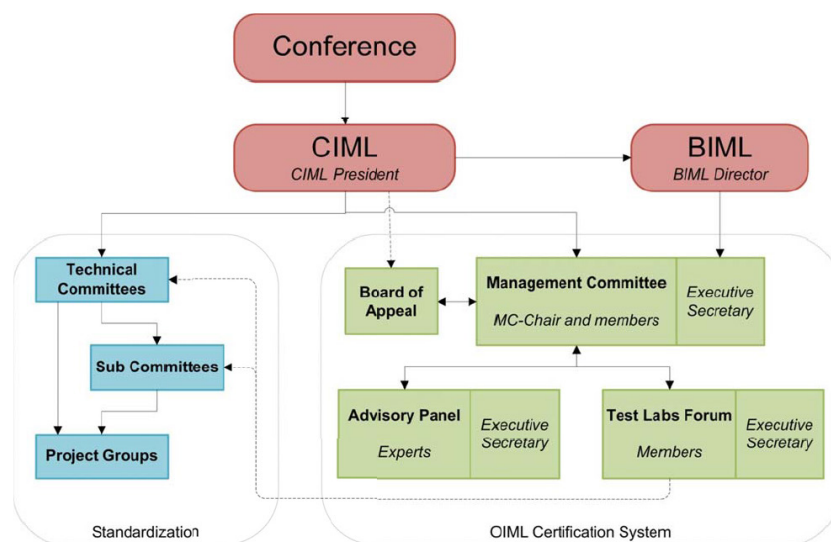 Conference
CIML
CIML President
BIML
BIML Director
Technical
Committees
Sub Committees
Project Groups
Standardization
Board of
Appeal
Management Committee
MC-Chair and members
Executive
Secretary
Advisory Panel
Experts
Executive
Secretary
Test Labs Forum
Members
Executive
Secretary
OIML Certification System